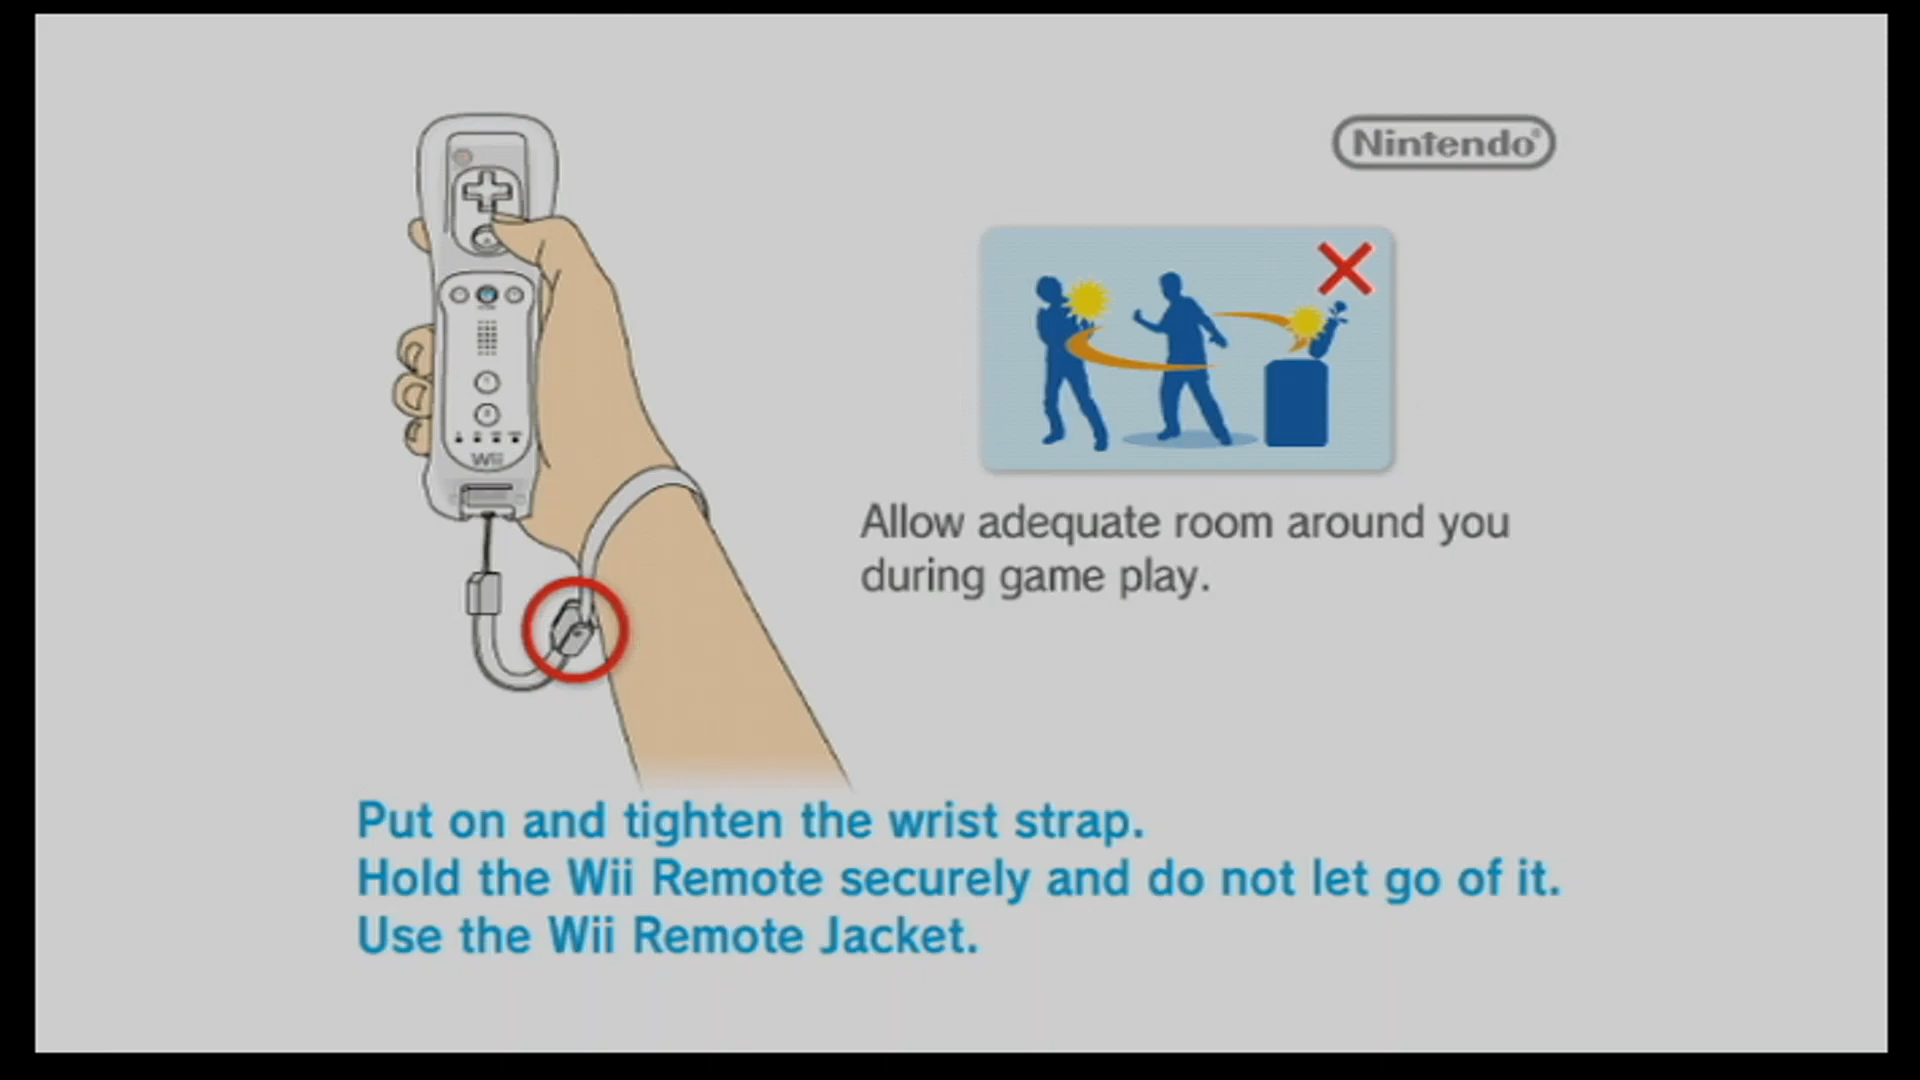 Nintendo®
Wii
Allow adequate room around you
during game play.
Put on and tighten the wrist strap.
Hold the Wii Remote securely and do not let go of it.
Use the Wii Remote Jacket.